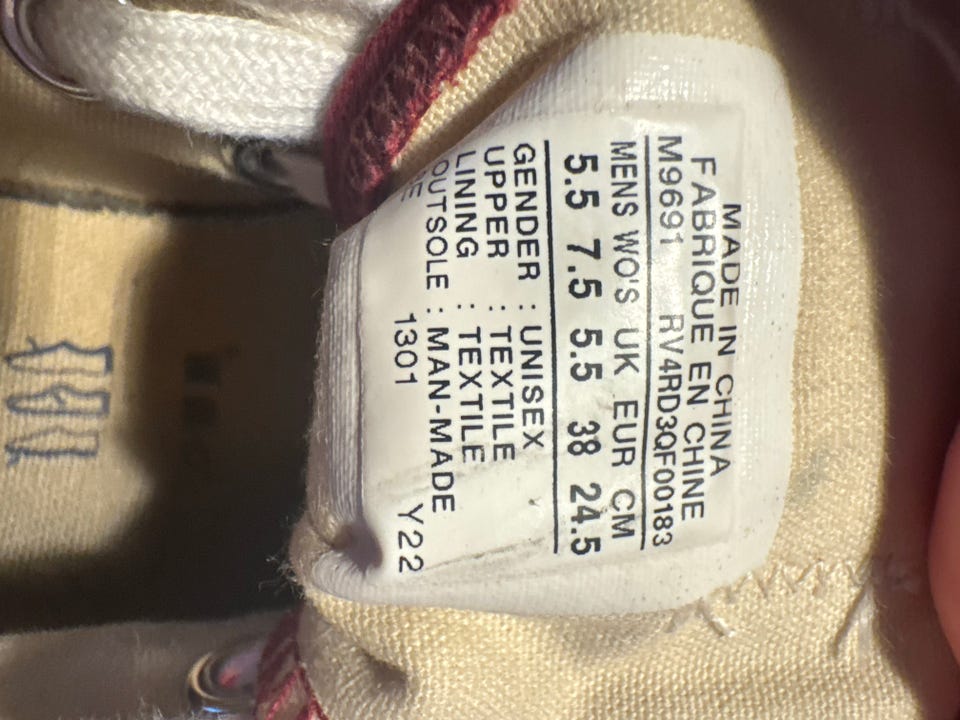 MADE IN CHINA
FABRIQUE EN CHINE
M9691 RV4RD3QF00183
MENS WO'S UK EUR CM
5.5 7.5 5.5 38 24.5
GENDER : UNISEX
UPPER : TEXTILE
LINING : TEXTILE
OUTSOLE : MAN-MADE
1301 Y22